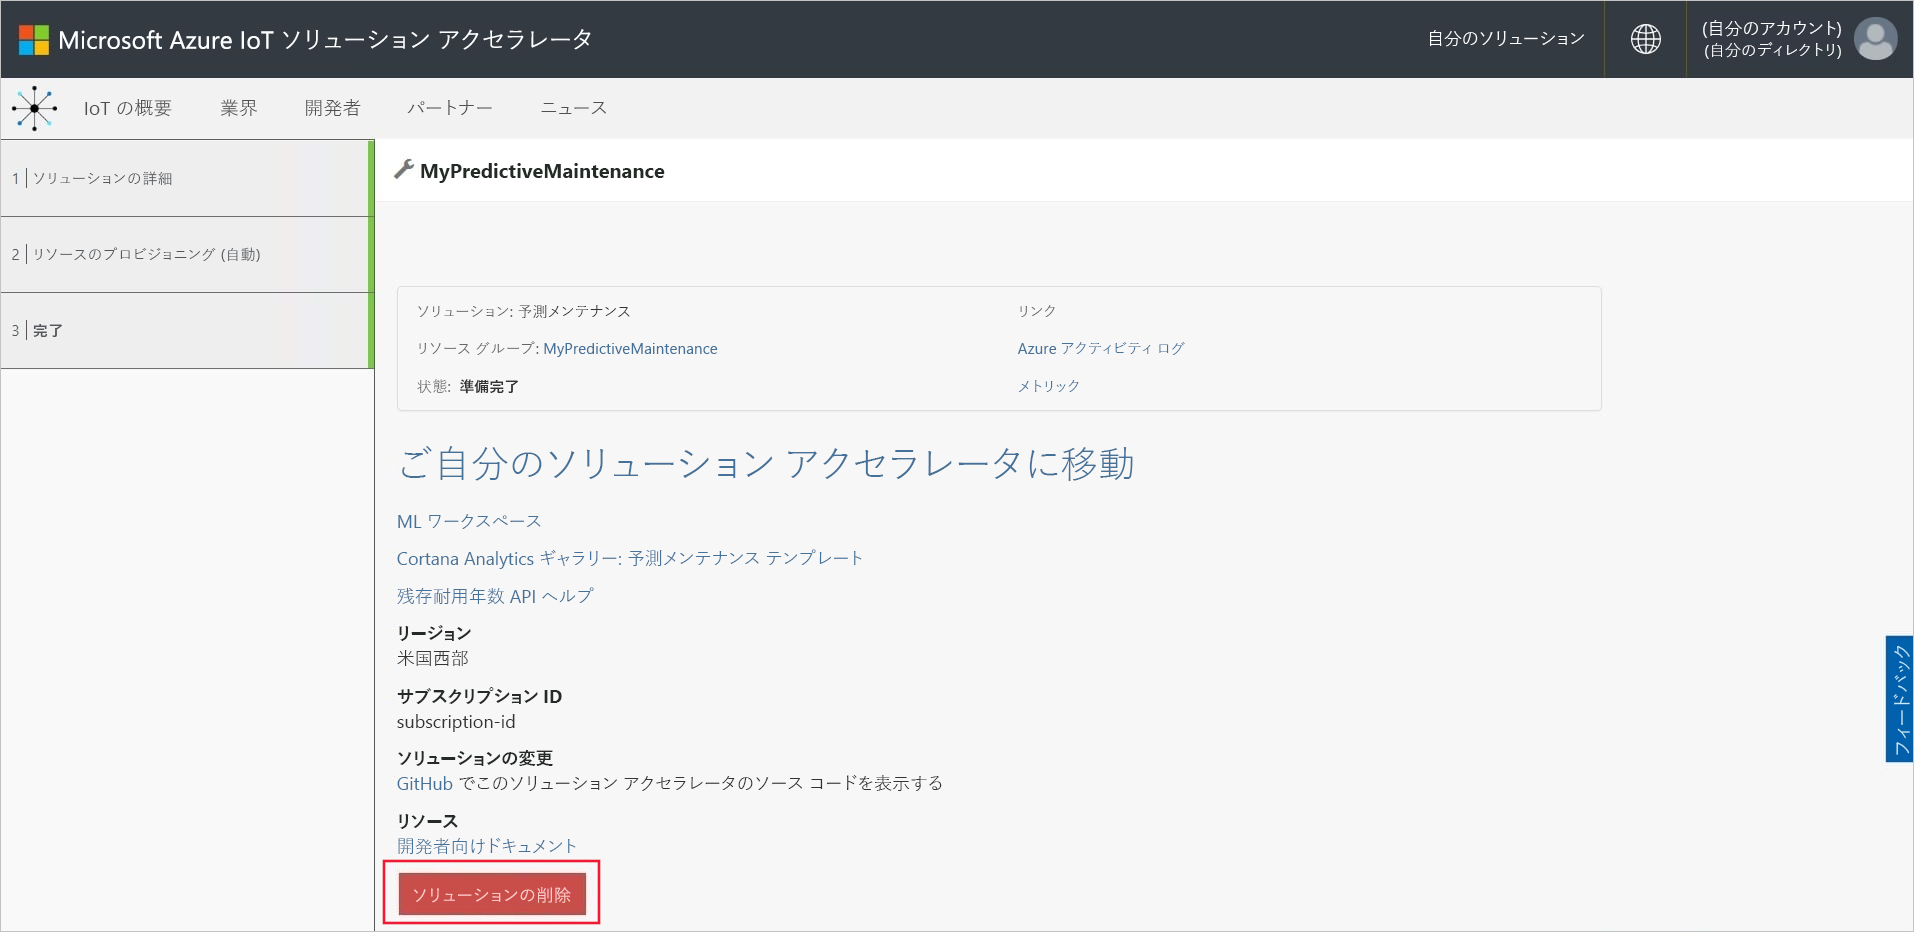 Microsoft Azure IoT ソリューション アクセラレータ
自分のソリューション
(自分のアカウント)
(自分のディレクトリ)
IoT の概要 業界 開発者 パートナー ニュース
1 ソリューションの詳細
2 リソースのプロビジョニング (自動)
3 完了
MyPredictiveMaintenance
ソリューション: 予測メンテナンス
リソース グループ: MyPredictiveMaintenance
状態: 準備完了
リンク
Azure アクティビティ ログ
メトリック
ご自分のソリューション アクセラレータに移動
ML ワークスペース
Cortana Analytics ギャラリー: 予測メンテナンス テンプレート
残存耐用年数 API ヘルプ
リージョン
米国西部
サブスクリプション ID
subscription-id
ソリューションの変更
GitHub でこのソリューション アクセラレータのソース コードを表示する
リソース
開発者向けドキュメント
ソリューションの削除
フィードバック